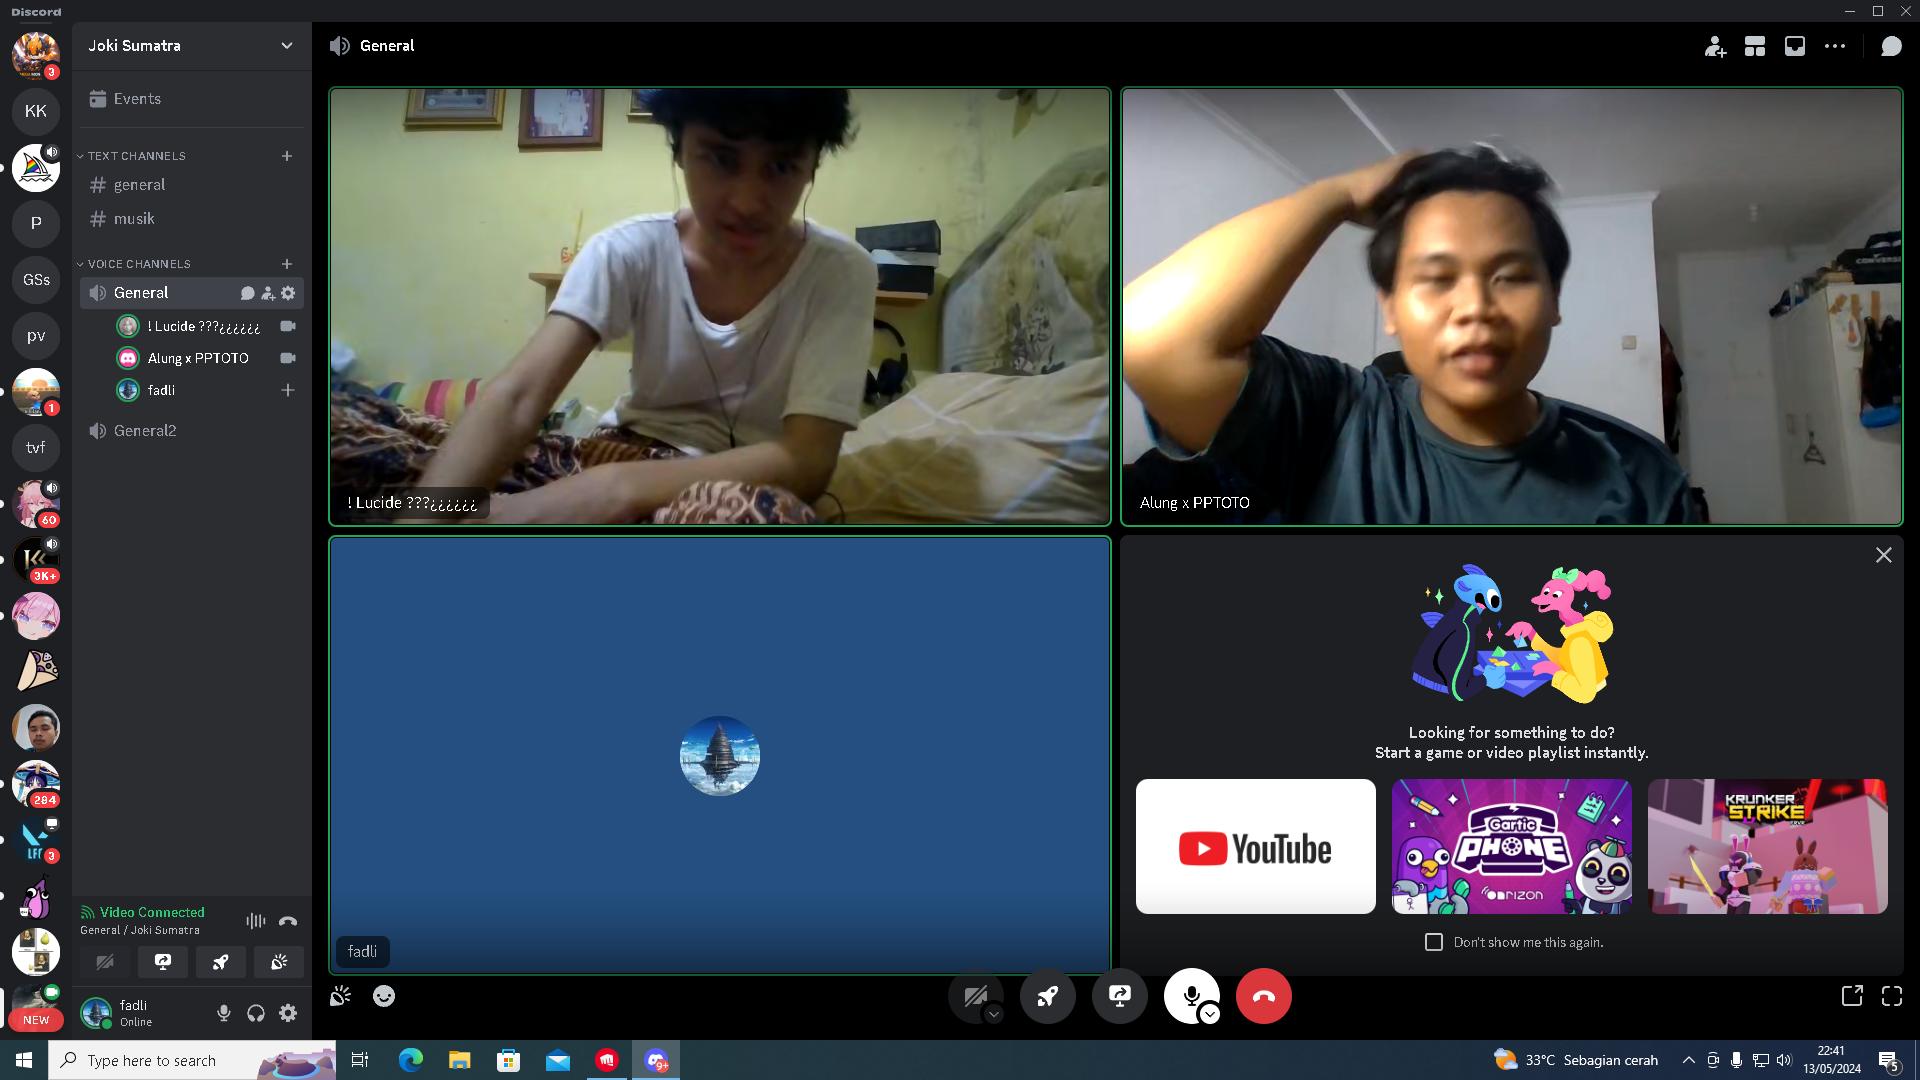 Discord
Joki Sumatra
General
3
KK
Events
TEXT CHANNELS
general
P
musik
VOICE CHANNELS
GSs
General
! Lucide ???¿¿¿¿¿¿
pv
Alung x PPTOTO
fadli
1
General2
tvf
! Lucide ???¿¿¿¿¿¿
Alung x PPTOTO
60
3K+
CONVERSE
Looking for something to do?
Start a game or video playlist instantly.
YouTube
Gartic
PHONE
ONRIZON
KRUNKER
STRIKE
284
LFF
3
Don't show me this again.
Video Connected
General / Joki Sumatra
fadli
fadli
Online
NEW
Type here to search
9+
33°C Sebagian cerah
22:41
13/05/2024
5